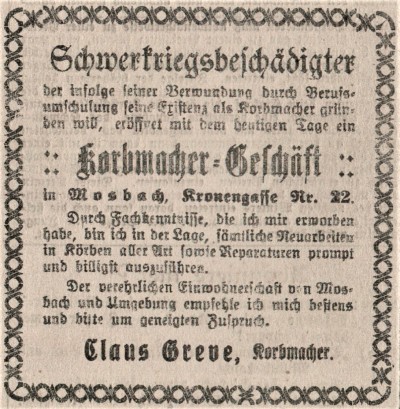 Schwerkriegsbeschädigter
der infolge seiner Verwundung durch Berufs-
umschulung seine Existenz als Korbmacher grün-
den will, eröffnet mit dem heutigen Tage ein
:: Korbmacher-Geschäft ::
in Mosbach, Kronengasse Nr. 22.
Durch Fachkenntnisse, die ich mir erworben
habe, bin ich in der Lage, sämtliche Neuarbeiten
in Körben aller Art sowie Reparaturen prompt
und billigst auszuführen.
Der verehrlichen Einwohnerschaft von Mos-
bach und Umgebung empfehle ich mich bestens
und bitte um geneigten Zuspruch.
Claus Greve, Korbmacher.